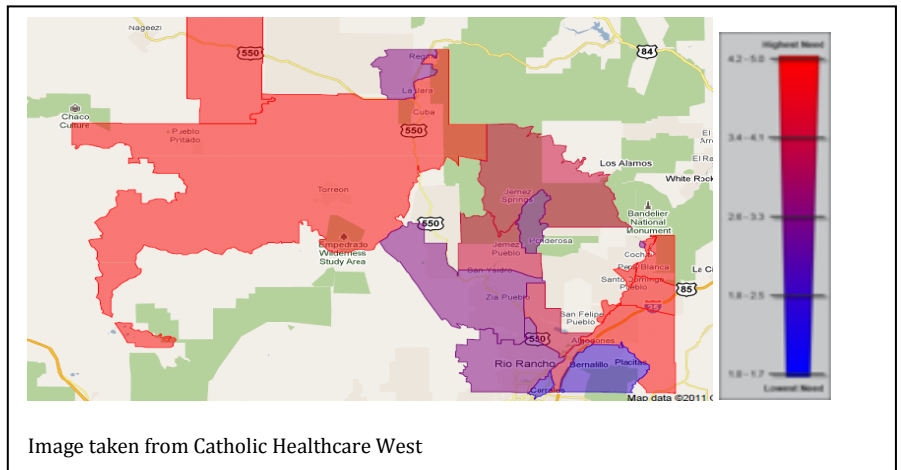 Nageezi
550
84
Regina
La Jara
Cuba
Chaco
Culture
Pueblo
Pintado
550
Los Alamos
White Rock
Torreon
Jemez
Springs
Bandelier
National
Monument
550
Ponderosa
Empedrado
Wilderness
Study Area
Jemez
Pueblo
San Ysidro
Cochiti
Pena Blanca
Santo Domingo
Pueblo
La Ci
85
Zia Pueblo
San Felipe
Pueblo
25
550
Algodones
Rio Rancho
Bernalillo
Placitas
Corrales
Map data ©2011
Highest Need
4.2 – 5.0
3.4 – 4.1
2.6 – 3.3
1.8 – 2.5
1.0 – 1.7
Lowest Need
Image taken from Catholic Healthcare West